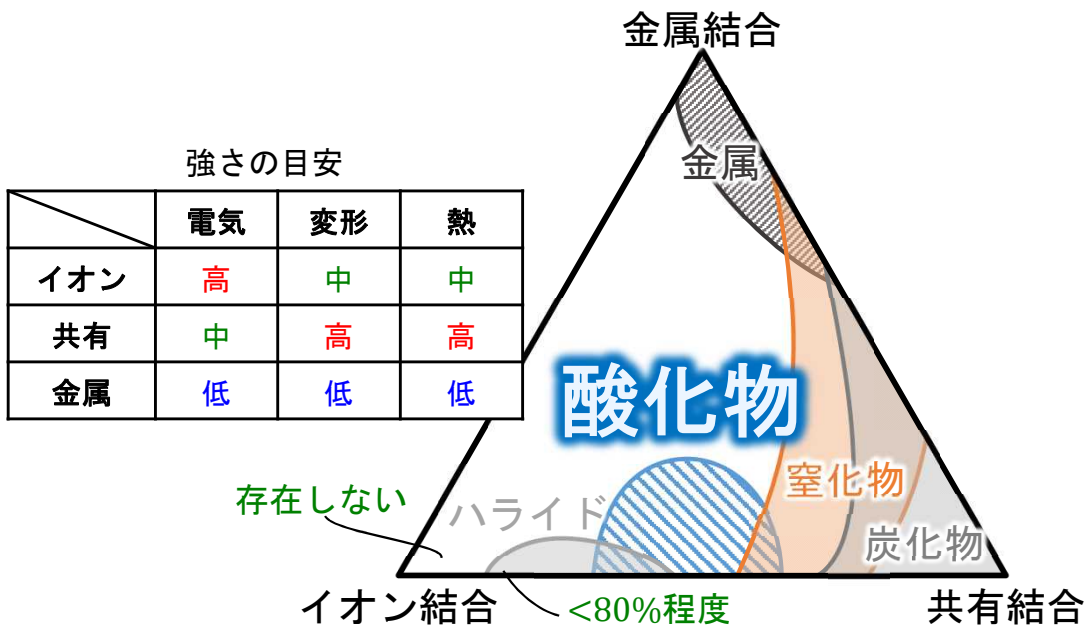 金属結合
金属
強さの目安
電気 変形 熱
イオン 高 中 中
共有 中 高 高
金属 低 低 低
酸化物
窒化物
存在しない
ハライド
炭化物
イオン結合
<80%程度
共有結合